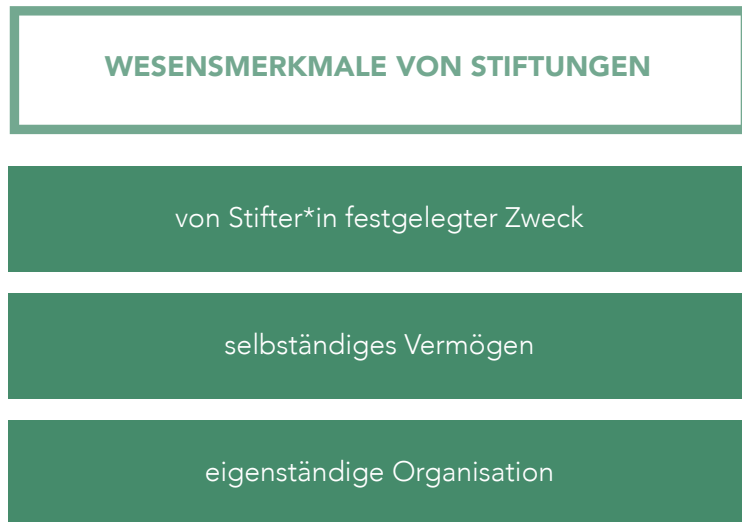 WESENSMERKMALE VON STIFTUNGEN
von Stifter*in festgelegter Zweck
selbständiges Vermögen
eigenständige Organisation